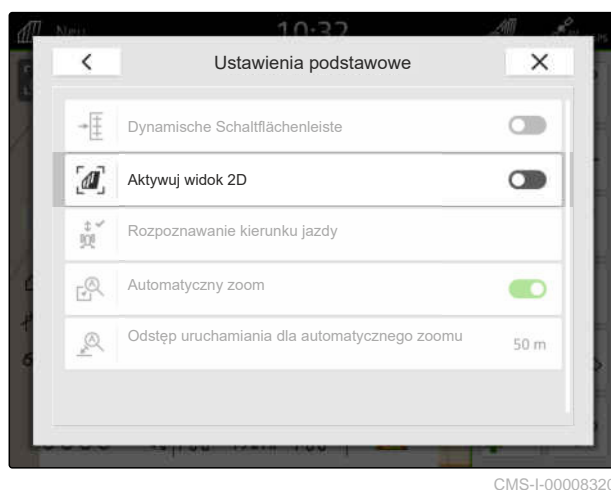 Neu
10:32
Ustawienia podstawowe
Dynamische Schaltflächenleiste
Aktywuj widok 2D
Rozpoznawanie kierunku jazdy
Automatyczny zoom
Odstęp uruchamiania dla automatycznego zoomu
50 m
CMS-I-00008320